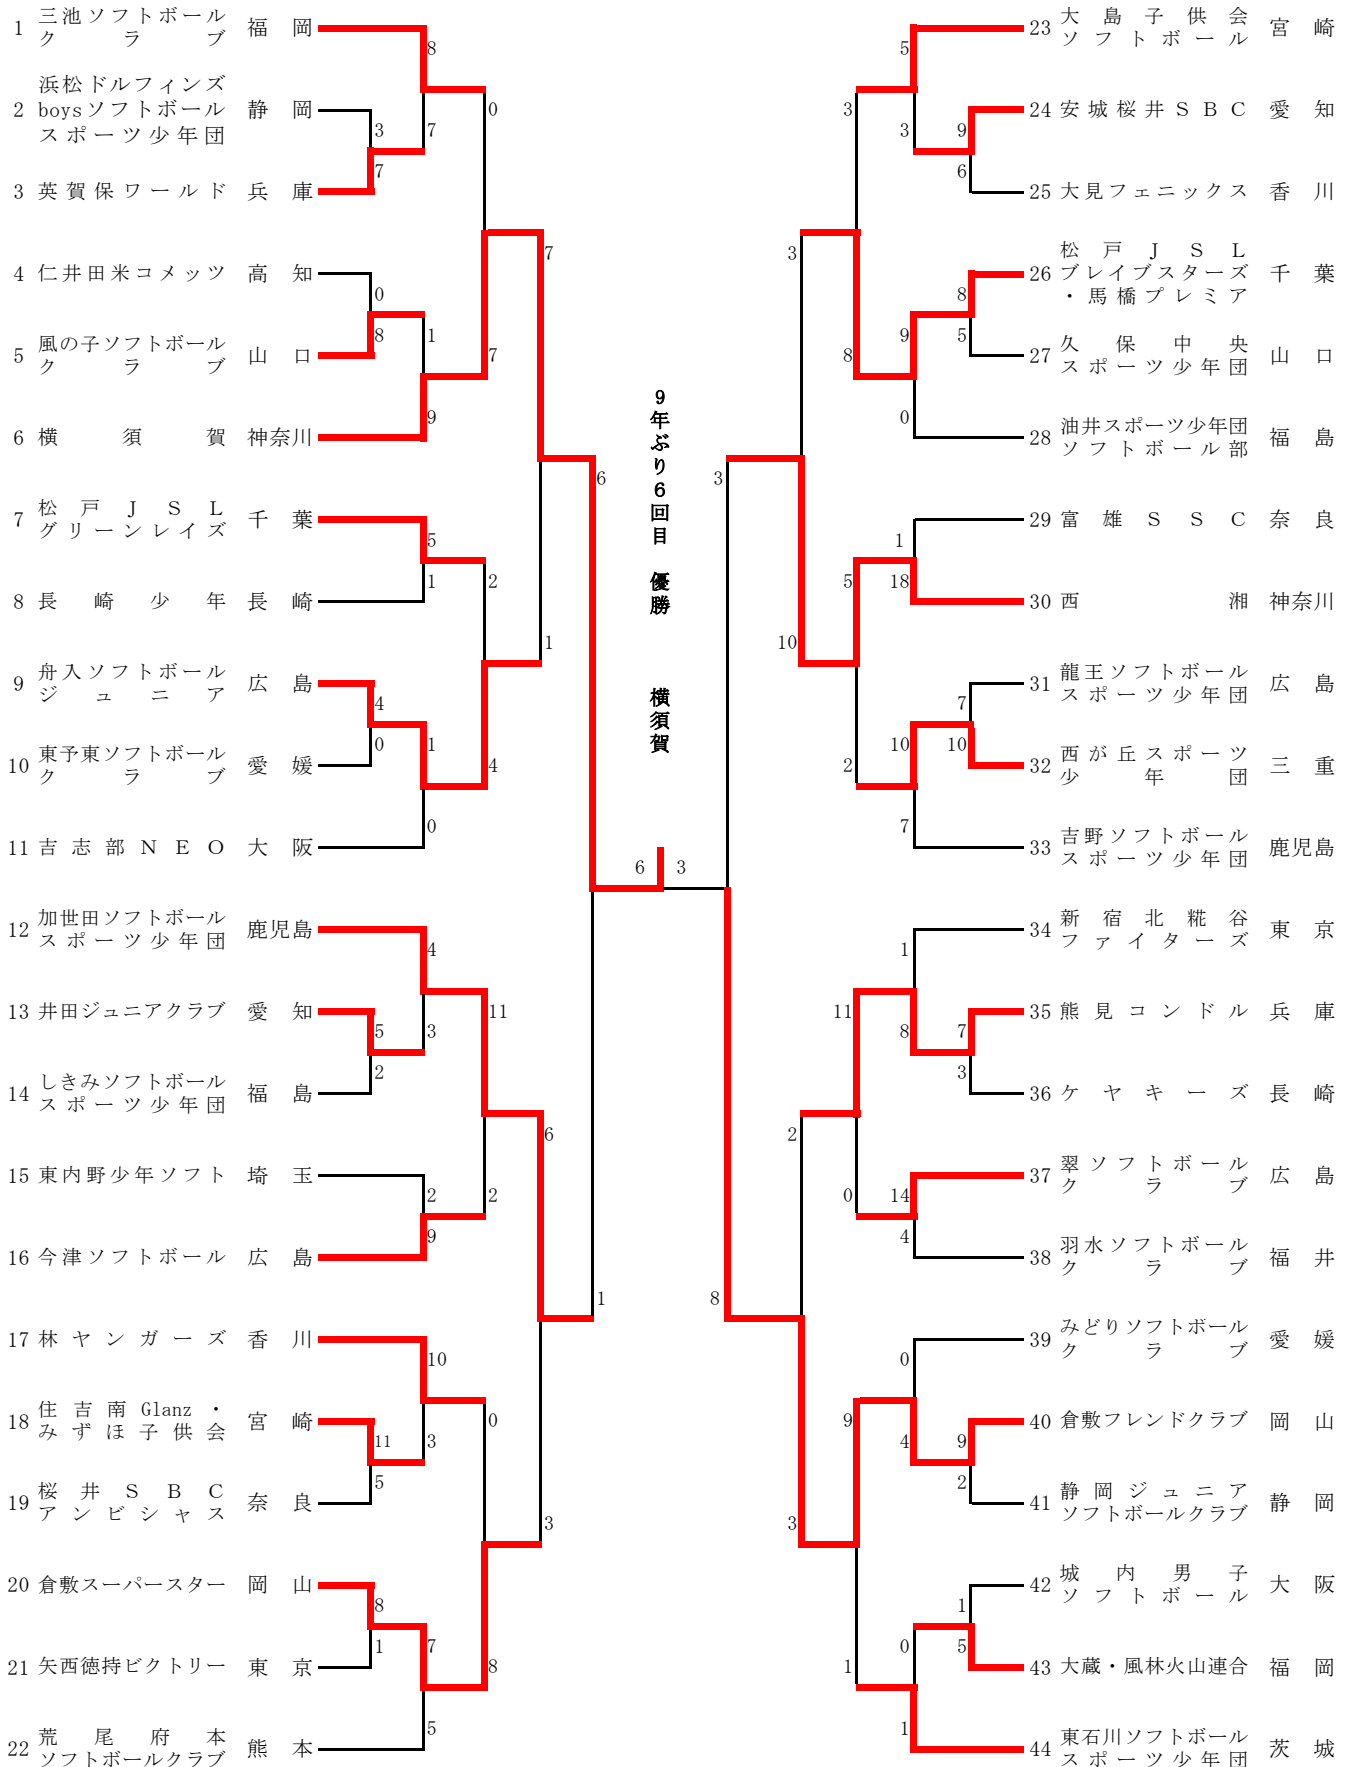 1 三池ソフトボール
クラブ 福岡
8
浜松ドルフィンズ
2 boysソフトボール 静岡
スポーツ少年団
0
3 7
7
3 英賀保ワールド 兵庫
7
4 仁井田米コメッツ 高知
0
8 1
5 風の子ソフトボール
クラブ 山口
7
9
6 横須賀 神奈川
6
7 松戸JSL
グリーンレイズ 千葉
5
1 2
8 長崎少年 長崎
1
9 舟入ソフトボール
ジュニア 広島
4
0 1
10 東予東ソフトボール
クラブ 愛媛
4
0
11 吉志部NEO 大阪
12 加世田ソフトボール
スポーツ少年団 鹿児島
4
11
13 井田ジュニアクラブ 愛知
5 3
2
14 しきみソフトボール
スポーツ少年団 福島
6
15 東内野少年ソフト 埼玉
2 2
9
16 今津ソフトボール 広島
1
17 林ヤンガーズ 香川
10
0
18 住吉南Glanz・
みずほ子供会 宮崎
11 3
5
19 桜井SBC
アンビシャス 奈良
3
20 倉敷スーパースター 岡山
8
1 7
21 矢西徳持ビクトリー 東京
8
5
22 荒尾府本
ソフトボールクラブ 熊本
9年ぶり6回目 優勝 横須賀
6 3
23 大島子供会
ソフトボール 宮崎
5
3
24 安城桜井SBC 愛知
3 9
6
25 大見フェニックス 香川
3
松戸JSL
26 ブレイブスターズ 千葉
・馬橋プレミア
8
9 5
27 久保中央
スポーツ少年団 山口
8
0
28 油井スポーツ少年団
ソフトボール部 福島
3
29 富雄SSC 奈良
1
5 18
30 西湘 神奈川
10
31 龍王ソフトボール
スポーツ少年団 広島
7
10 10
32 西が丘スポーツ
少年団 三重
2
7
33 吉野ソフトボール
スポーツ少年団 鹿児島
34 新宿北糀谷
ファイターズ 東京
1
11
35 熊見コンドル 兵庫
8 7
3
36 ケヤキーズ 長崎
2
37 翠ソフトボール
クラブ 広島
0 14
4
38 羽水ソフトボール
クラブ 福井
8
39 みどりソフトボール
クラブ 愛媛
0
9
40 倉敷フレンドクラブ 岡山
4 9
2
41 静岡ジュニア
ソフトボールクラブ 静岡
3
42 城内男子
ソフトボール 大阪
1
0 5
43 大蔵・風林火山連合 福岡
1
1
44 東石川ソフトボール
スポーツ少年団 茨城